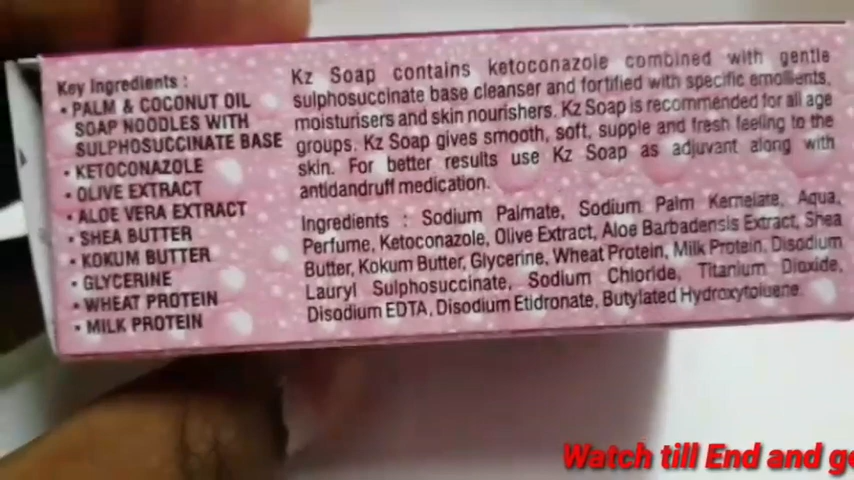 Key Ingredients :
• PALM & COCONUT OIL
SOAP NOODLES WITH
SULPHOSUCCINATE BASE
• KETOCONAZOLE
• OLIVE EXTRACT
• ALOE VERA EXTRACT
• SHEA BUTTER
• KOKUM BUTTER
• GLYCERINE
• WHEAT PROTEIN
• MILK PROTEIN
Kz Soap contains ketoconazole combined with gentle
sulphosuccinate base cleanser and fortified with specific emollients,
moisturisers and skin nourishers. Kz Soap is recommended for all age
groups. Kz Soap gives smooth, soft, supple and fresh feeling to the
skin. For better results use Kz Soap as adjuvant along with
antidandruff medication.
Ingredients : Sodium Palmate, Sodium Palm Kernelate, Aqua,
Perfume, Ketoconazole, Olive Extract, Aloe Barbadensis Extract, Shea
Butter, Kokum Butter, Glycerine, Wheat Protein, Milk Protein, Disodium
Lauryl Sulphosuccinate, Sodium Chloride, Titanium Dioxide,
Disodium EDTA, Disodium Etidronate, Butylated Hydroxytoluene.
Watch till End and